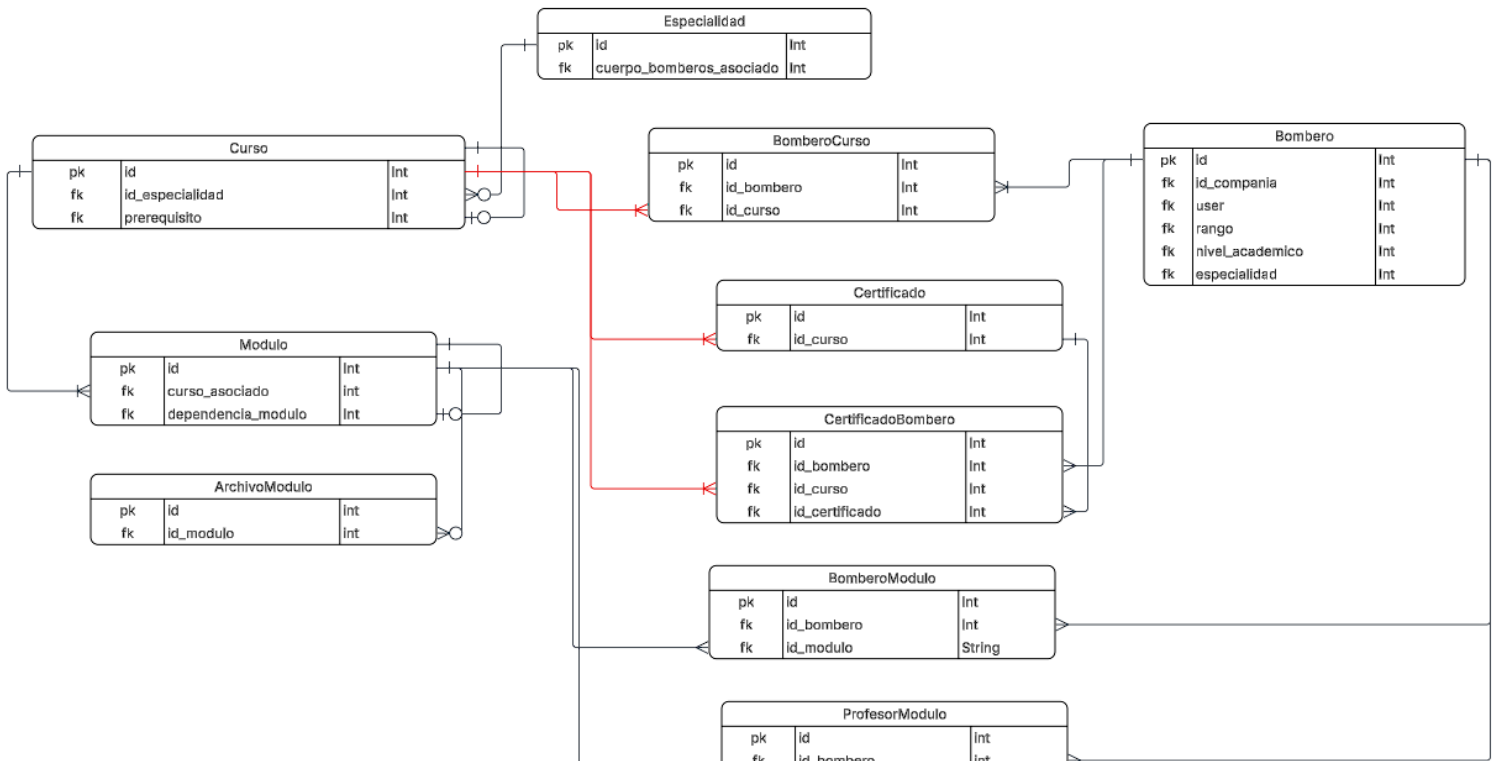 Especialidad
pk id Int
fk cuerpo_bomberos_asociado Int
Curso
pk id Int
fk id_especialidad Int
fk prerequisito Int
BomberoCurso
pk id Int
fk id_bombero Int
fk id_curso Int
Bombero
pk id Int
fk id_compania Int
fk user Int
fk rango Int
fk nivel_academico Int
fk especialidad Int
Certificado
pk id Int
fk id_curso Int
Modulo
pk id Int
fk curso_asociado int
fk dependencia_modulo Int
CertificadoBombero
pk id Int
fk id_bombero Int
fk id_curso Int
fk id_certificado Int
ArchivoModulo
pk id int
fk id_modulo int
BomberoModulo
pk id Int
fk id_bombero Int
fk id_modulo String
ProfesorModulo
pk id int
fk id_bombero int